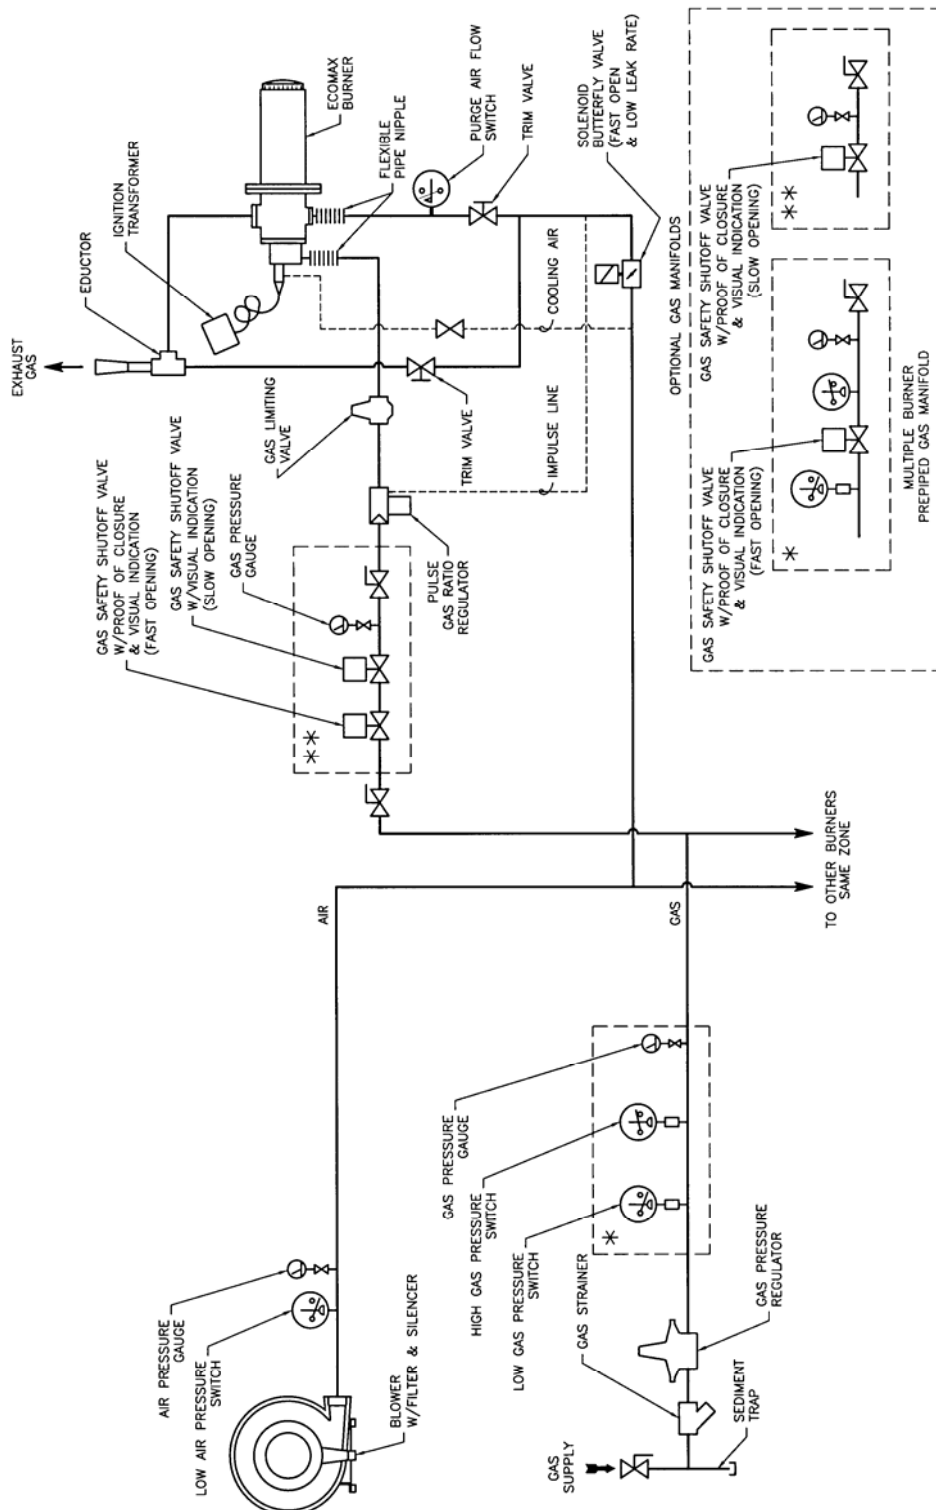 EXHAUST
GAS
EDUCTOR
IGNITION
TRANSFORMER
ECOMAX
BURNER
FLEXIBLE
PIPE NIPPLE
PURGE AIR FLOW
SWITCH
TRIM VALVE
SOLENOID
BUTTERFLY VALVE
(FAST OPEN
& LOW LEAK RATE)
GAS LIMITING
VALVE
TRIM VALVE
COOLING AIR
IMPULSE LINE
GAS SAFETY SHUTOFF VALVE
W/PROOF OF CLOSURE
& VISUAL INDICATION
(FAST OPENING)
GAS SAFETY SHUTOFF VALVE
W/VISUAL INDICATION
(SLOW OPENING)
GAS PRESSURE
GAUGE
PULSE
GAS RATIO
REGULATOR
**
OPTIONAL GAS MANIFOLDS
GAS SAFETY SHUTOFF VALVE
W/PROOF OF CLOSURE
& VISUAL INDICATION
(SLOW OPENING)
**
GAS SAFETY SHUTOFF VALVE
W/PROOF OF CLOSURE
& VISUAL INDICATION
(FAST OPENING)
*
MULTIPLE BURNER
PREPIPED GAS MANIFOLD
AIR
GAS
TO OTHER BURNERS
SAME ZONE
AIR PRESSURE
GAUGE
LOW AIR PRESSURE
SWITCH
BLOWER
W/FILTER & SILENCER
GAS PRESSURE
GAUGE
HIGH GAS PRESSURE
SWITCH
LOW GAS PRESSURE
SWITCH
*
GAS STRAINER
GAS PRESSURE
REGULATOR
GAS
SUPPLY
SEDIMENT
TRAP